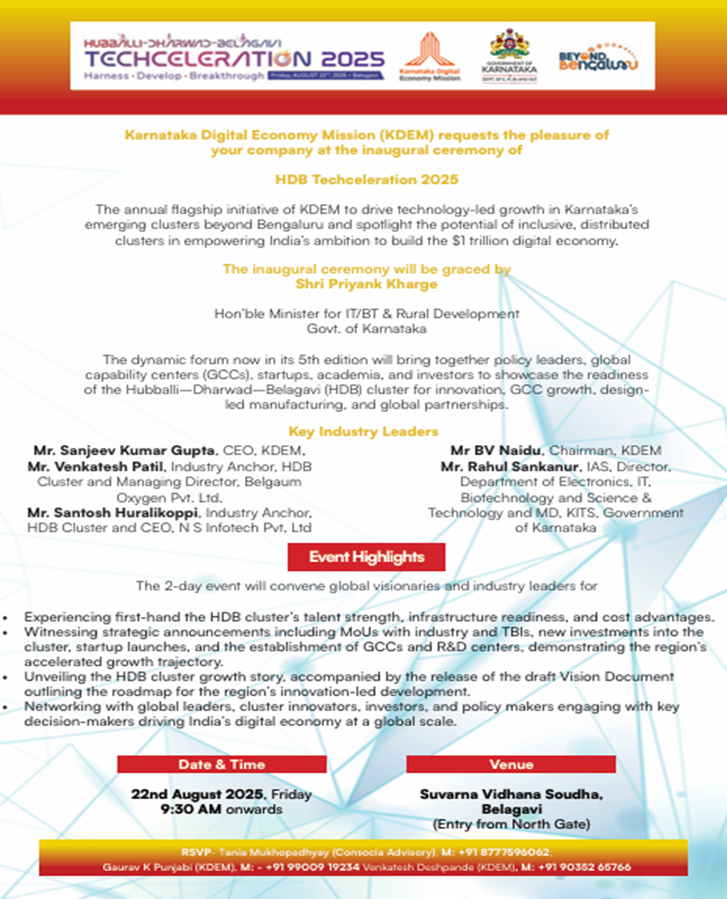 HUBBALLI-DHARWAD-BELAGAVI
TECHCELERATION 2025
Harness • Develop • Breakthrough Friday, AUGUST 22nd, 2025 - Belagavi
Karnataka Digital
Economy Mission
GOVERNMENT OF
KARNATAKA
BEYOND
Bengaluru
Karnataka Digital Economy Mission (KDEM) requests the pleasure of
your company at the inaugural ceremony of
HDB Techceleration 2025
The annual flagship initiative of KDEM to drive technology-led growth in Karnataka's
emerging clusters beyond Bengaluru and spotlight the potential of inclusive, distributed
clusters in empowering India's ambition to build the $1 trillion digital economy.
The inaugural ceremony will be graced by
Shri Priyank Kharge
Hon'ble Minister for IT/BT & Rural Development
Govt. of Karnataka
The dynamic forum now in its 5th edition will bring together policy leaders, global
capability centers (GCCs), startups, academia, and investors to showcase the readiness
of the Hubballi—Dharwad—Belagavi (HDB) cluster for innovation, GCC growth, design-
led manufacturing, and global partnerships.
Key Industry Leaders
Mr. Sanjeev Kumar Gupta, CEO, KDEM,
Mr. Venkatesh Patil, Industry Anchor, HDB
Cluster and Managing Director, Belgaum
Oxygen Pvt. Ltd.
Mr. Santosh Huralikoppi, Industry Anchor,
HDB Cluster and CEO, N S Infotech Pvt. Ltd
Mr BV Naidu, Chairman, KDEM
Mr. Rahul Sankanur, IAS, Director,
Department of Electronics, IT,
Biotechnology and Science &
Technology and MD, KITS, Government
of Karnataka
Event Highlights
The 2-day event will convene global visionaries and industry leaders for
• Experiencing first-hand the HDB cluster's talent strength, infrastructure readiness, and cost advantages.
• Witnessing strategic announcements including MoUs with industry and TBIs, new investments into the
cluster, startup launches, and the establishment of GCCs and R&D centers, demonstrating the region's
accelerated growth trajectory.
• Unveiling the HDB cluster growth story, accompanied by the release of the draft Vision Document
outlining the roadmap for the region's innovation-led development.
• Networking with global leaders, cluster innovators, investors, and policy makers engaging with key
decision-makers driving India's digital economy at a global scale.
Date & Time
22nd August 2025, Friday
9:30 AM onwards
Venue
Suvarna Vidhana Soudha,
Belagavi
(Entry from North Gate)
RSVP- Tania Mukhopadhyay (Consocia Advisory), M: +91 8777596062,
Gaurav K Punjabi (KDEM), M: - +91 99009 19234 Venkatesh Deshpande (KDEM), M: +91 90352 65766